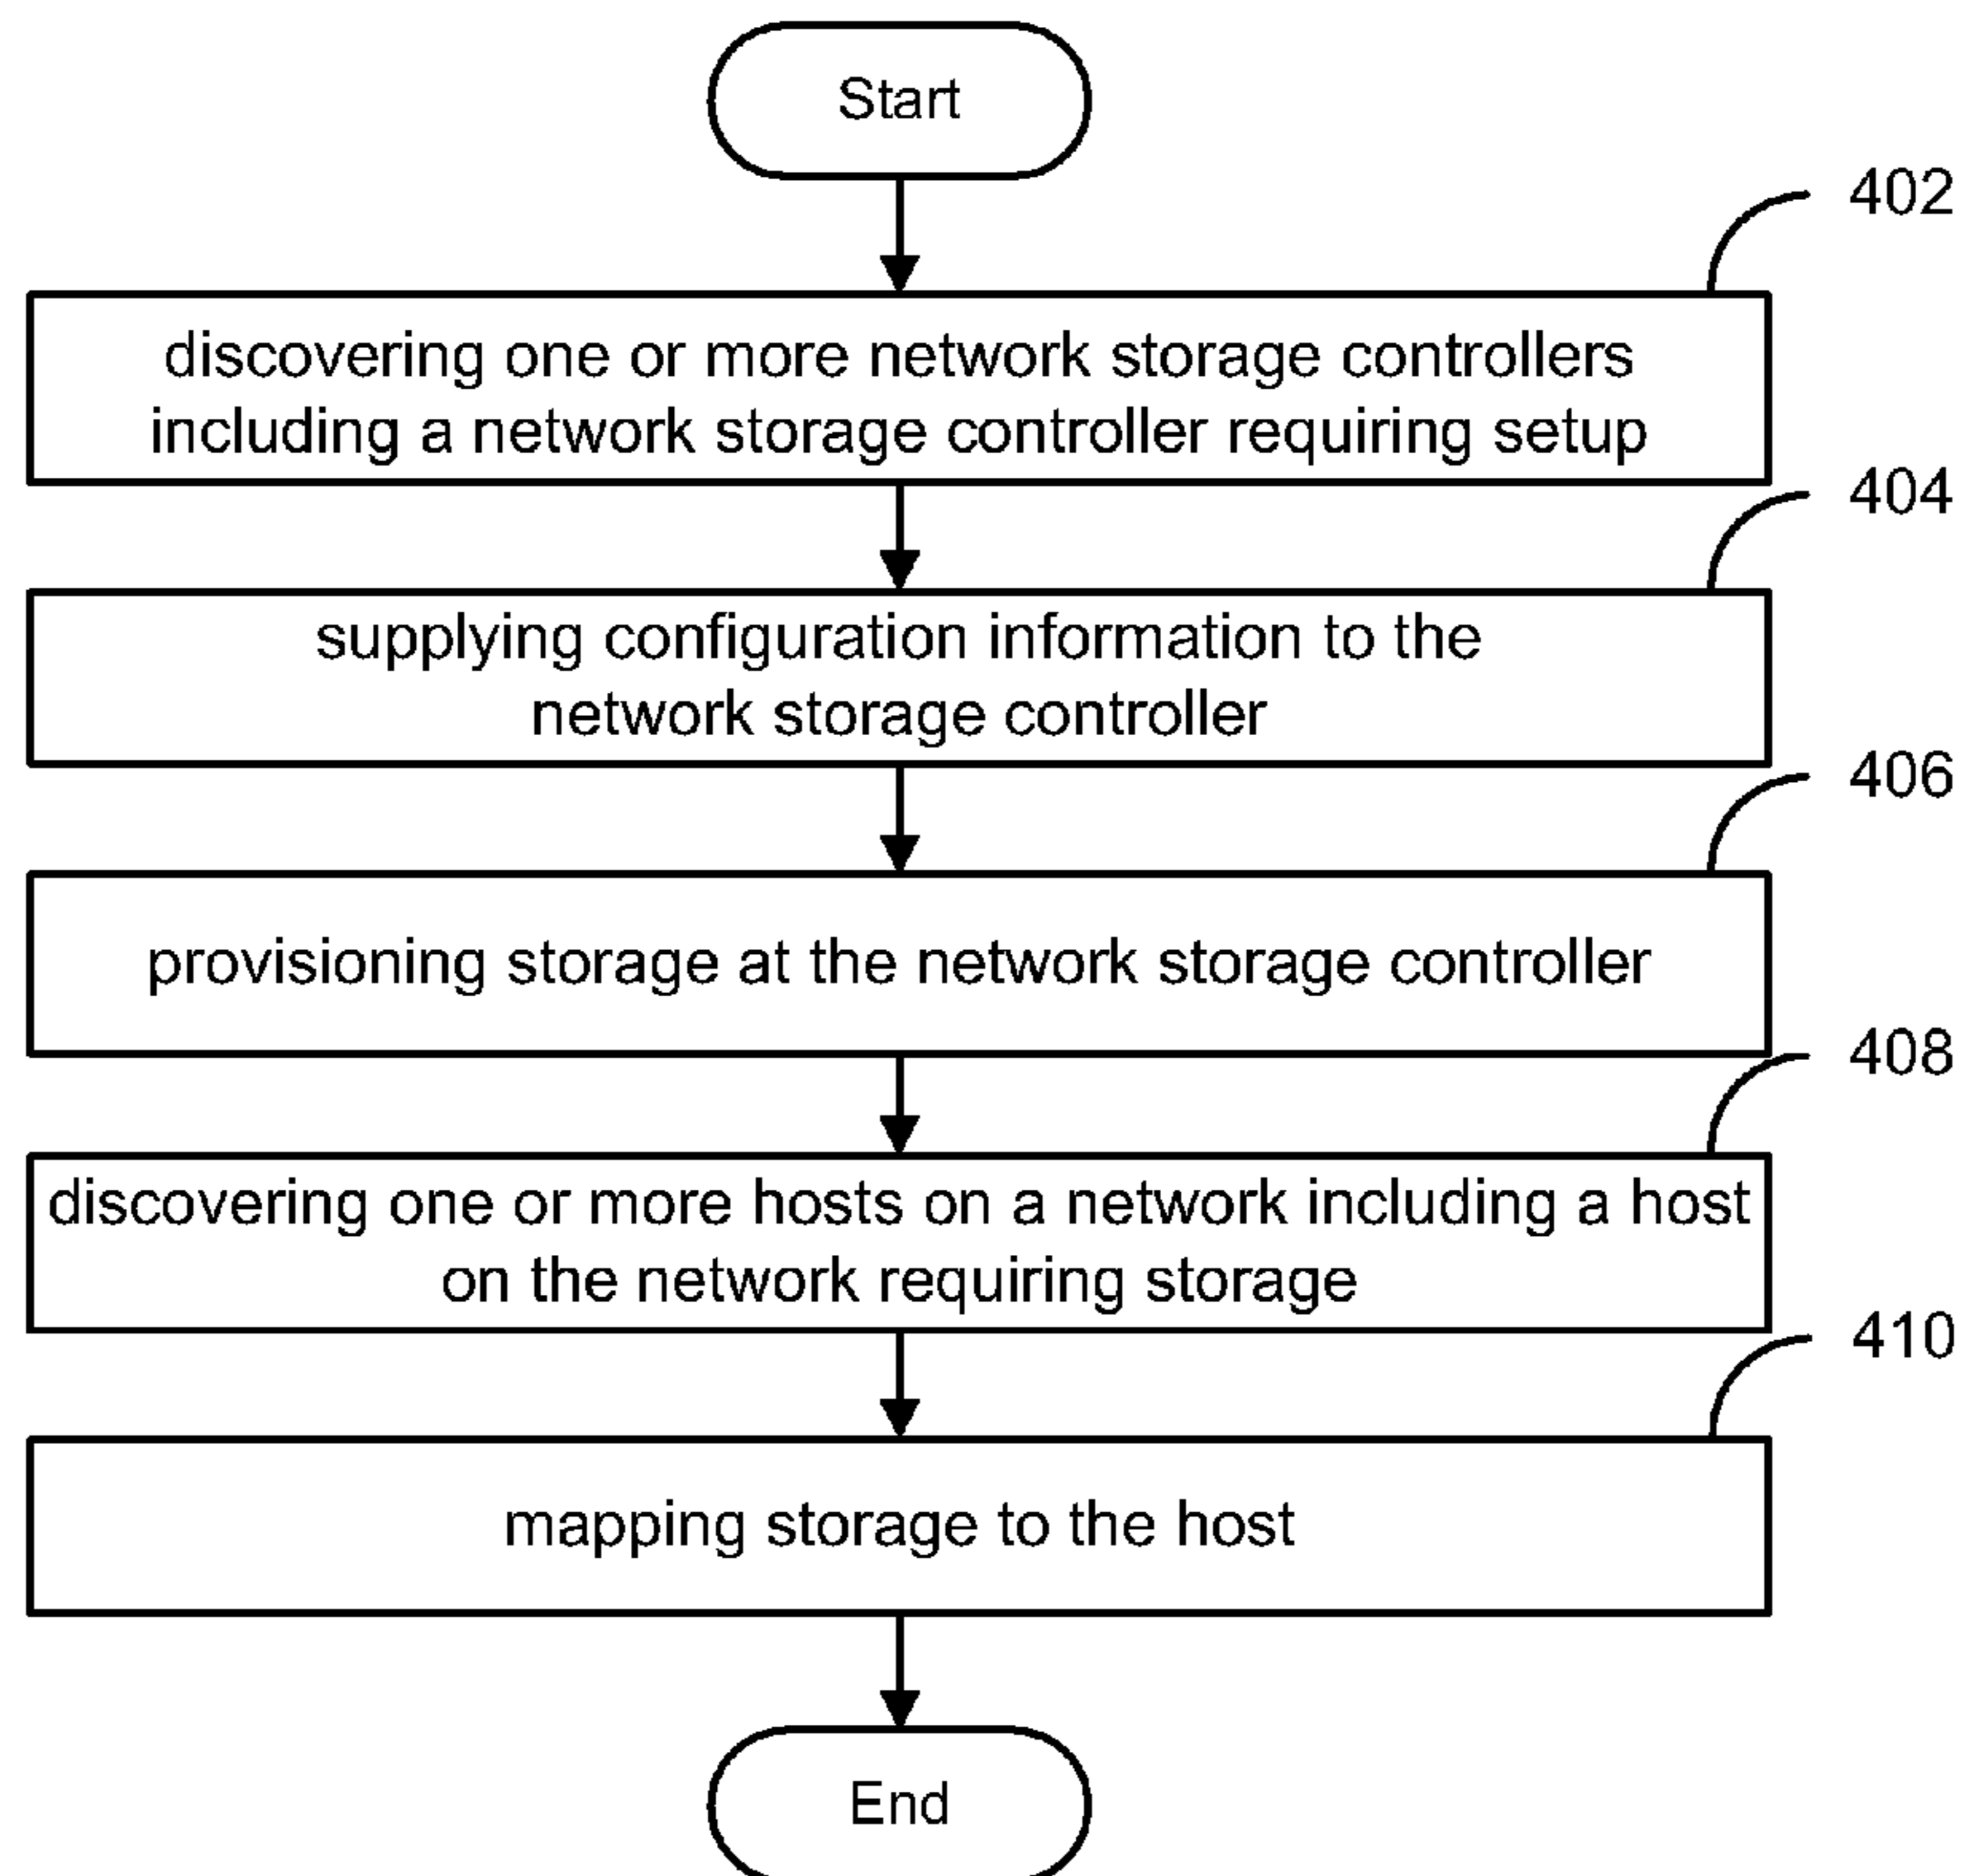 Start
402
discovering one or more network storage controllers
including a network storage controller requiring setup
404
supplying configuration information to the
network storage controller
406
provisioning storage at the network storage controller
408
discovering one or more hosts on a network including a host
on the network requiring storage
410
mapping storage to the host
End